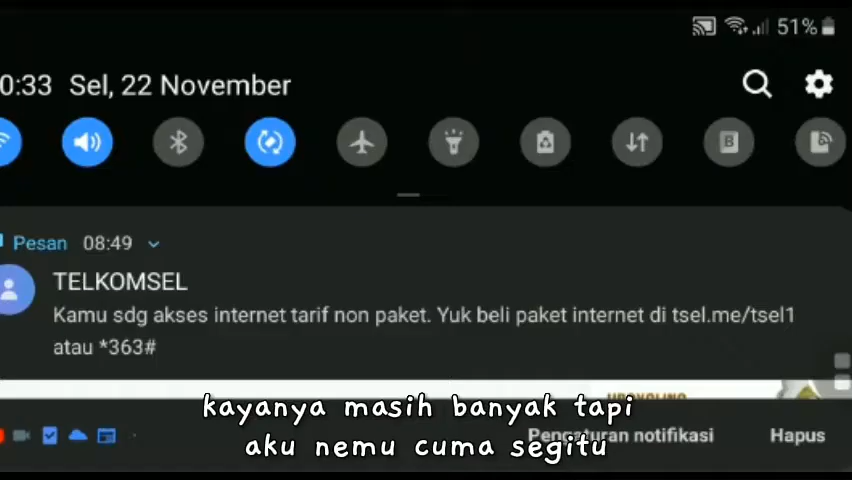 51%
0:33 Sel, 22 November
Pesan 08:49
TELKOMSEL
Kamu sdg akses internet tarif non paket. Yuk beli paket internet di tsel.me/tsel1
atau *363#
kayanya masih banyak tapi
aku nemu cuma segitu
Pengaturan notifikasi Hapus